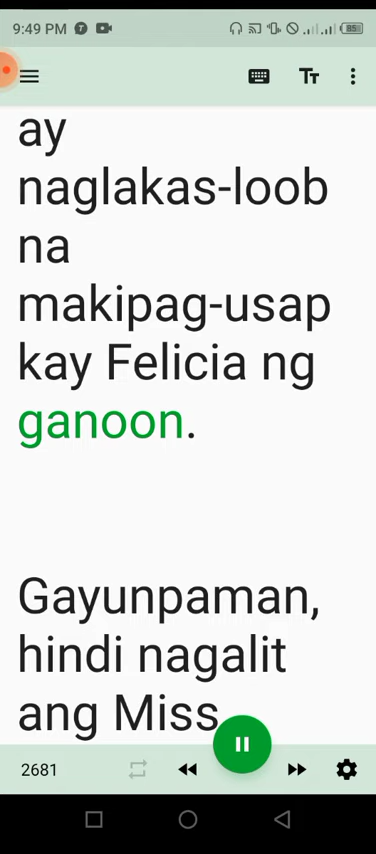 9:49 PM
85
ay
naglakas-loob
na
makipag-usap
kay Felicia ng
ganoon.
Gayunpaman,
hindi nagalit
ang Miss
2681